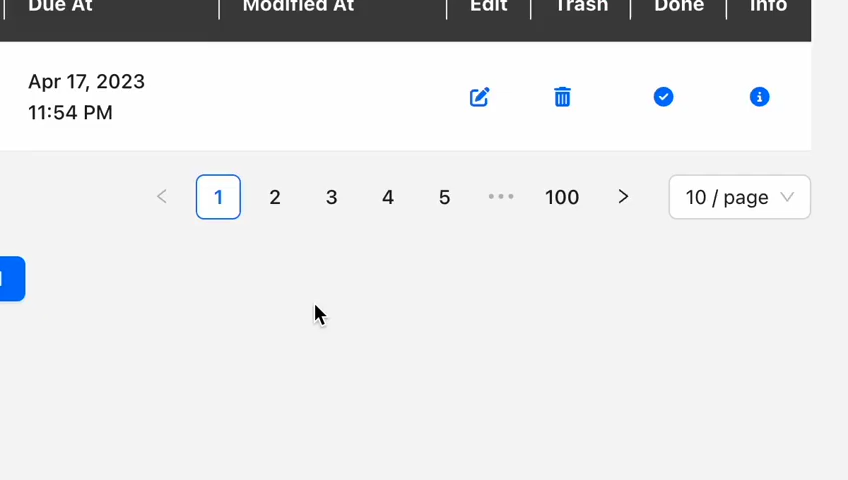 Due At Modified At Edit Trash Done Info
Apr 17, 2023
11:54 PM
1 2 3 4 5 ••• 100 10 / page